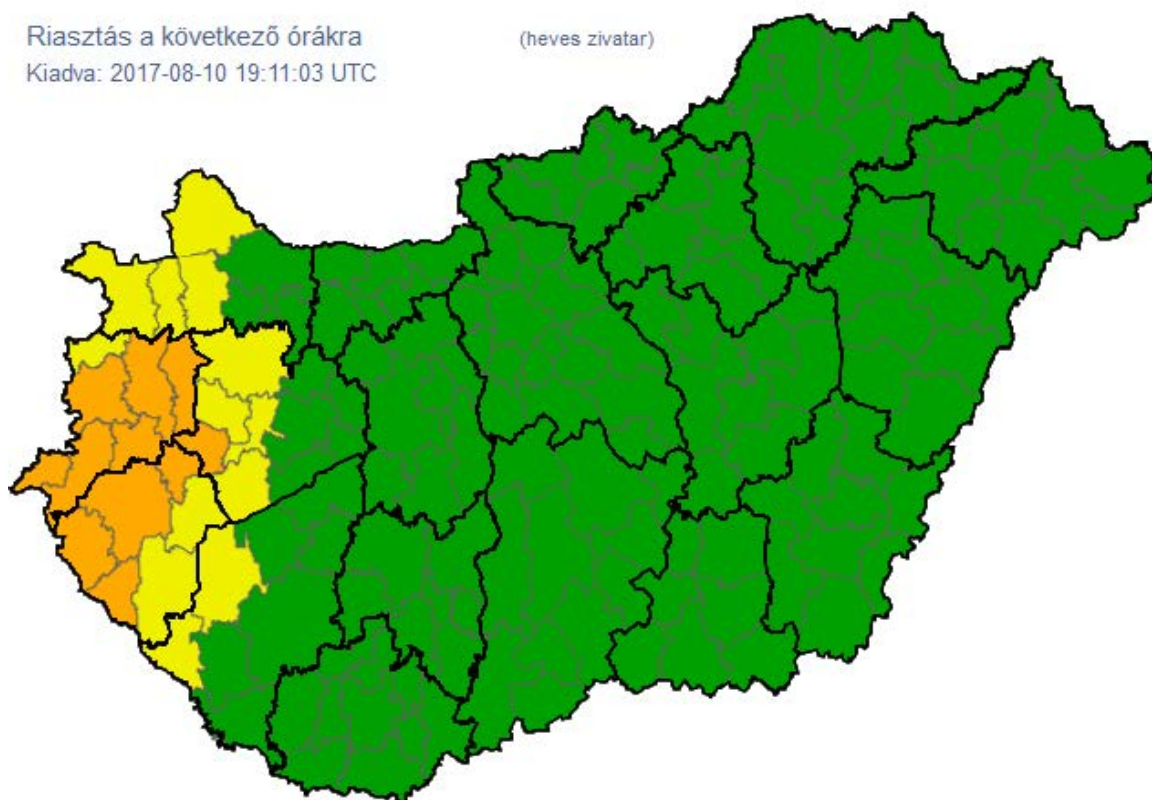 Riasztás a következő órákra
(heves zivatar)
Kiadva: 2017-08-10 19:11:03 UTC